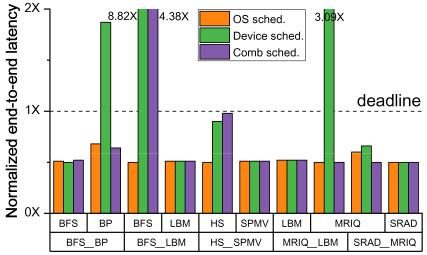 Normalized end-to-end latency
2X
1X
0X
8.82X
4.38X
3.09X
OS sched.
Device sched.
Comb sched.
deadline
BFS BP BFS LBM HS SPMV LBM MRIQ SRAD
BFS_BP BFS_LBM HS_SPMV MRIQ_LBM SRAD_MRIQ